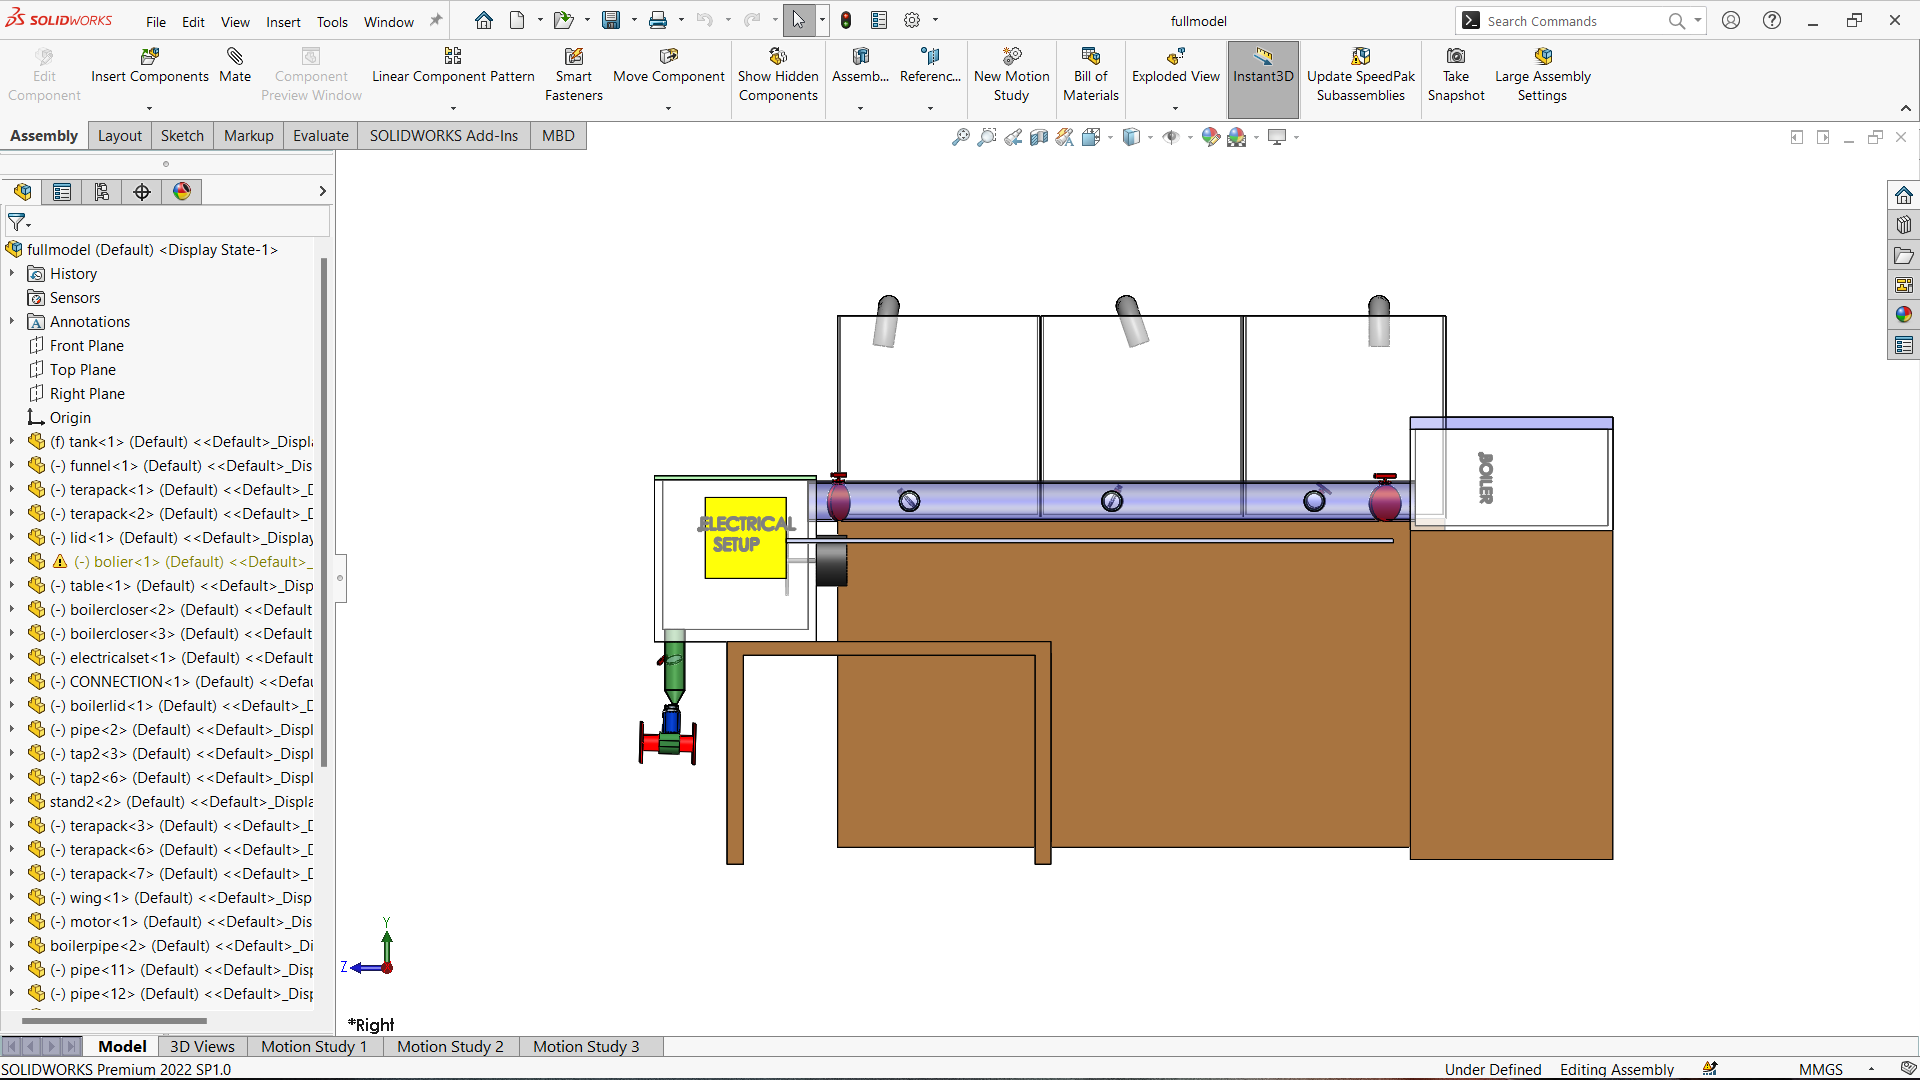 SOLIDWORKS File Edit View Insert Tools Window fullmodel Search Commands
Edit Component
Insert Components
Mate
Component Preview Window
Linear Component Pattern
Smart Fasteners
Move Component
Show Hidden Components
Assemb...
Referenc...
New Motion Study
Bill of Materials
Exploded View
Instant3D
Update SpeedPak Subassemblies
Take Snapshot
Large Assembly Settings
Assembly Layout Sketch Markup Evaluate SOLIDWORKS Add-Ins MBD
fullmodel (Default) <Display State-1>
History
Sensors
Annotations
Front Plane
Top Plane
Right Plane
Origin
(f) tank<1> (Default) <<Default>_Displ
(-) funnel<1> (Default) <<Default>_Dis
(-) terapack<1> (Default) <<Default>_D
(-) terapack<2> (Default) <<Default>_D
(-) lid<1> (Default) <<Default>_Display
(-) bolier<1> (Default) <<Default>_
(-) table<1> (Default) <<Default>_Disp
(-) boilercloser<2> (Default) <<Default
(-) boilercloser<3> (Default) <<Default
(-) electricalset<1> (Default) <<Default
(-) CONNECTION<1> (Default) <<Defau
(-) boilerlid<1> (Default) <<Default>_D
(-) pipe<2> (Default) <<Default>_Displ
(-) tap2<3> (Default) <<Default>_Displ
(-) tap2<6> (Default) <<Default>_Displ
stand2<2> (Default) <<Default>_Displa
(-) terapack<3> (Default) <<Default>_D
(-) terapack<6> (Default) <<Default>_D
(-) terapack<7> (Default) <<Default>_D
(-) wing<1> (Default) <<Default>_Disp
(-) motor<1> (Default) <<Default>_Dis
boilerpipe<2> (Default) <<Default>_Di
(-) pipe<11> (Default) <<Default>_Disp
(-) pipe<12> (Default) <<Default>_Disp
ELECTRICAL
SETUP
BOILER
Y
Z
*Right
Model 3D Views Motion Study 1 Motion Study 2 Motion Study 3
SOLIDWORKS Premium 2022 SP1.0 Under Defined Editing Assembly MMGS